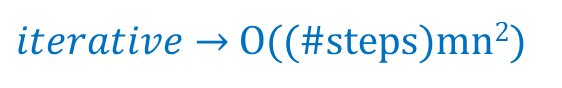 iterative → O((#steps)mn²)